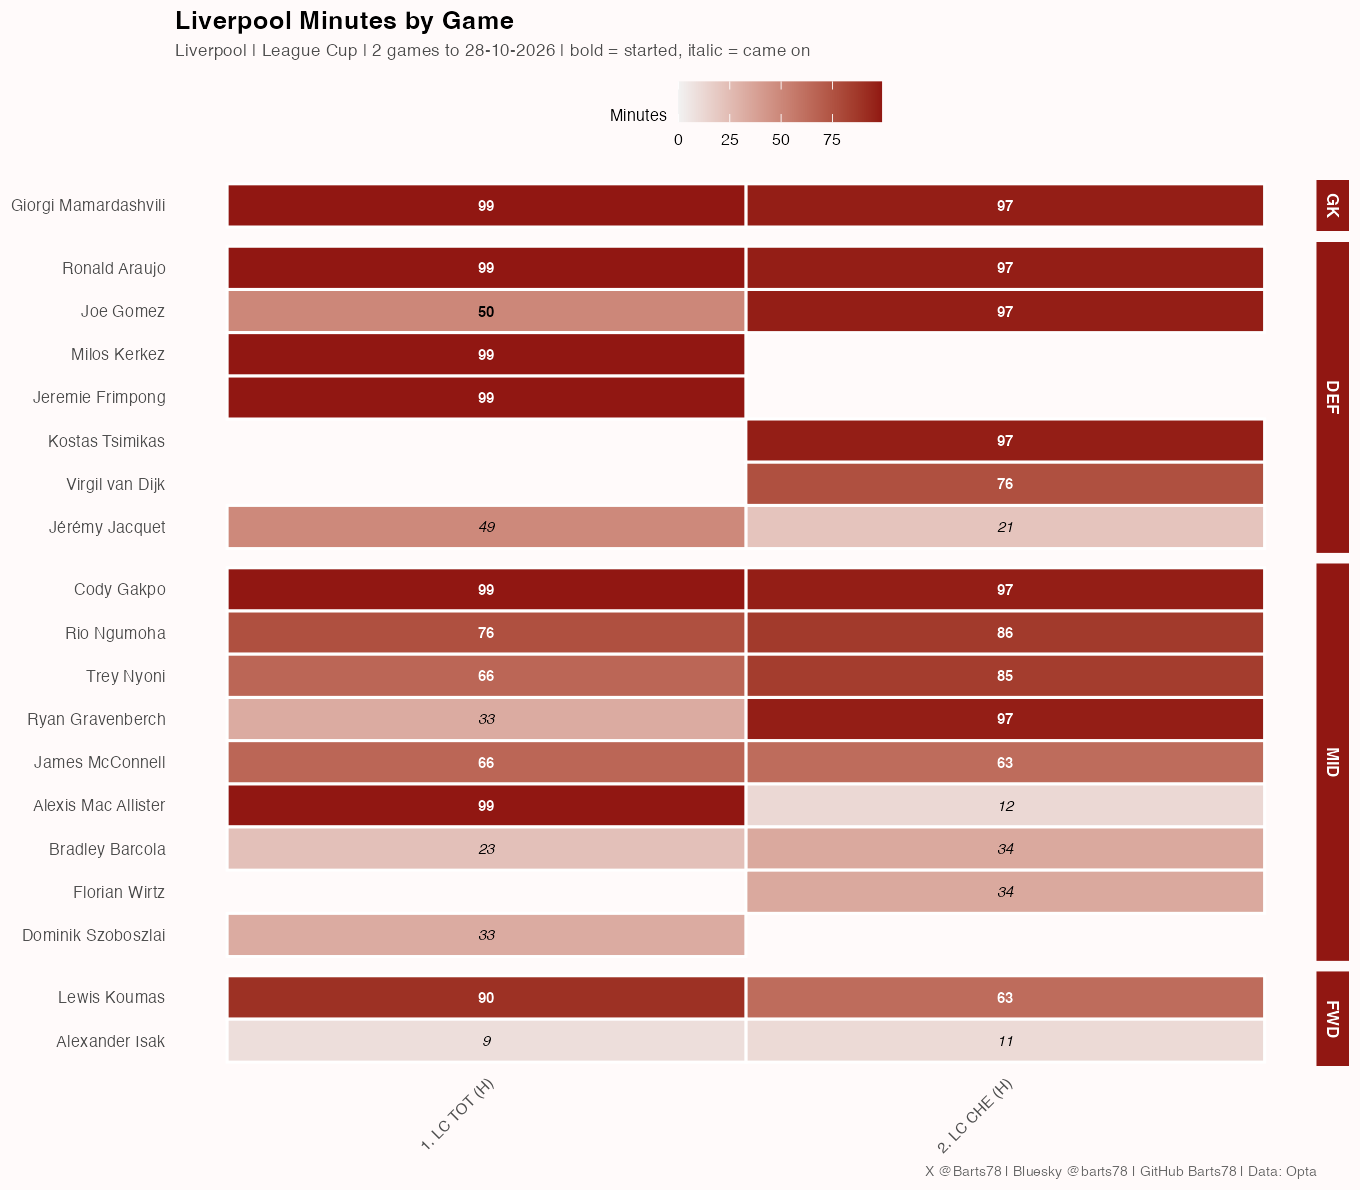 Liverpool Minutes by Game
Liverpool | League Cup | 2 games to 28-10-2026 | bold = started, italic = came on
Minutes
0 25 50 75
Giorgi Mamardashvili 99 97
GK
Ronald Araujo 99 97
Joe Gomez 50 97
Milos Kerkez 99
Jeremie Frimpong 99
Kostas Tsimikas 97
Virgil van Dijk 76
Jérémy Jacquet 49 21
DEF
Cody Gakpo 99 97
Rio Ngumoha 76 86
Trey Nyoni 66 85
Ryan Gravenberch 33 97
James McConnell 66 63
Alexis Mac Allister 99 12
Bradley Barcola 23 34
Florian Wirtz 34
Dominik Szoboszlai 33
MID
Lewis Koumas 90 63
Alexander Isak 9 11
FWD
1. LC TOT (H) 2. LC CHE (H)
X @Barts78 | Bluesky @barts78 | GitHub Barts78 | Data: Opta